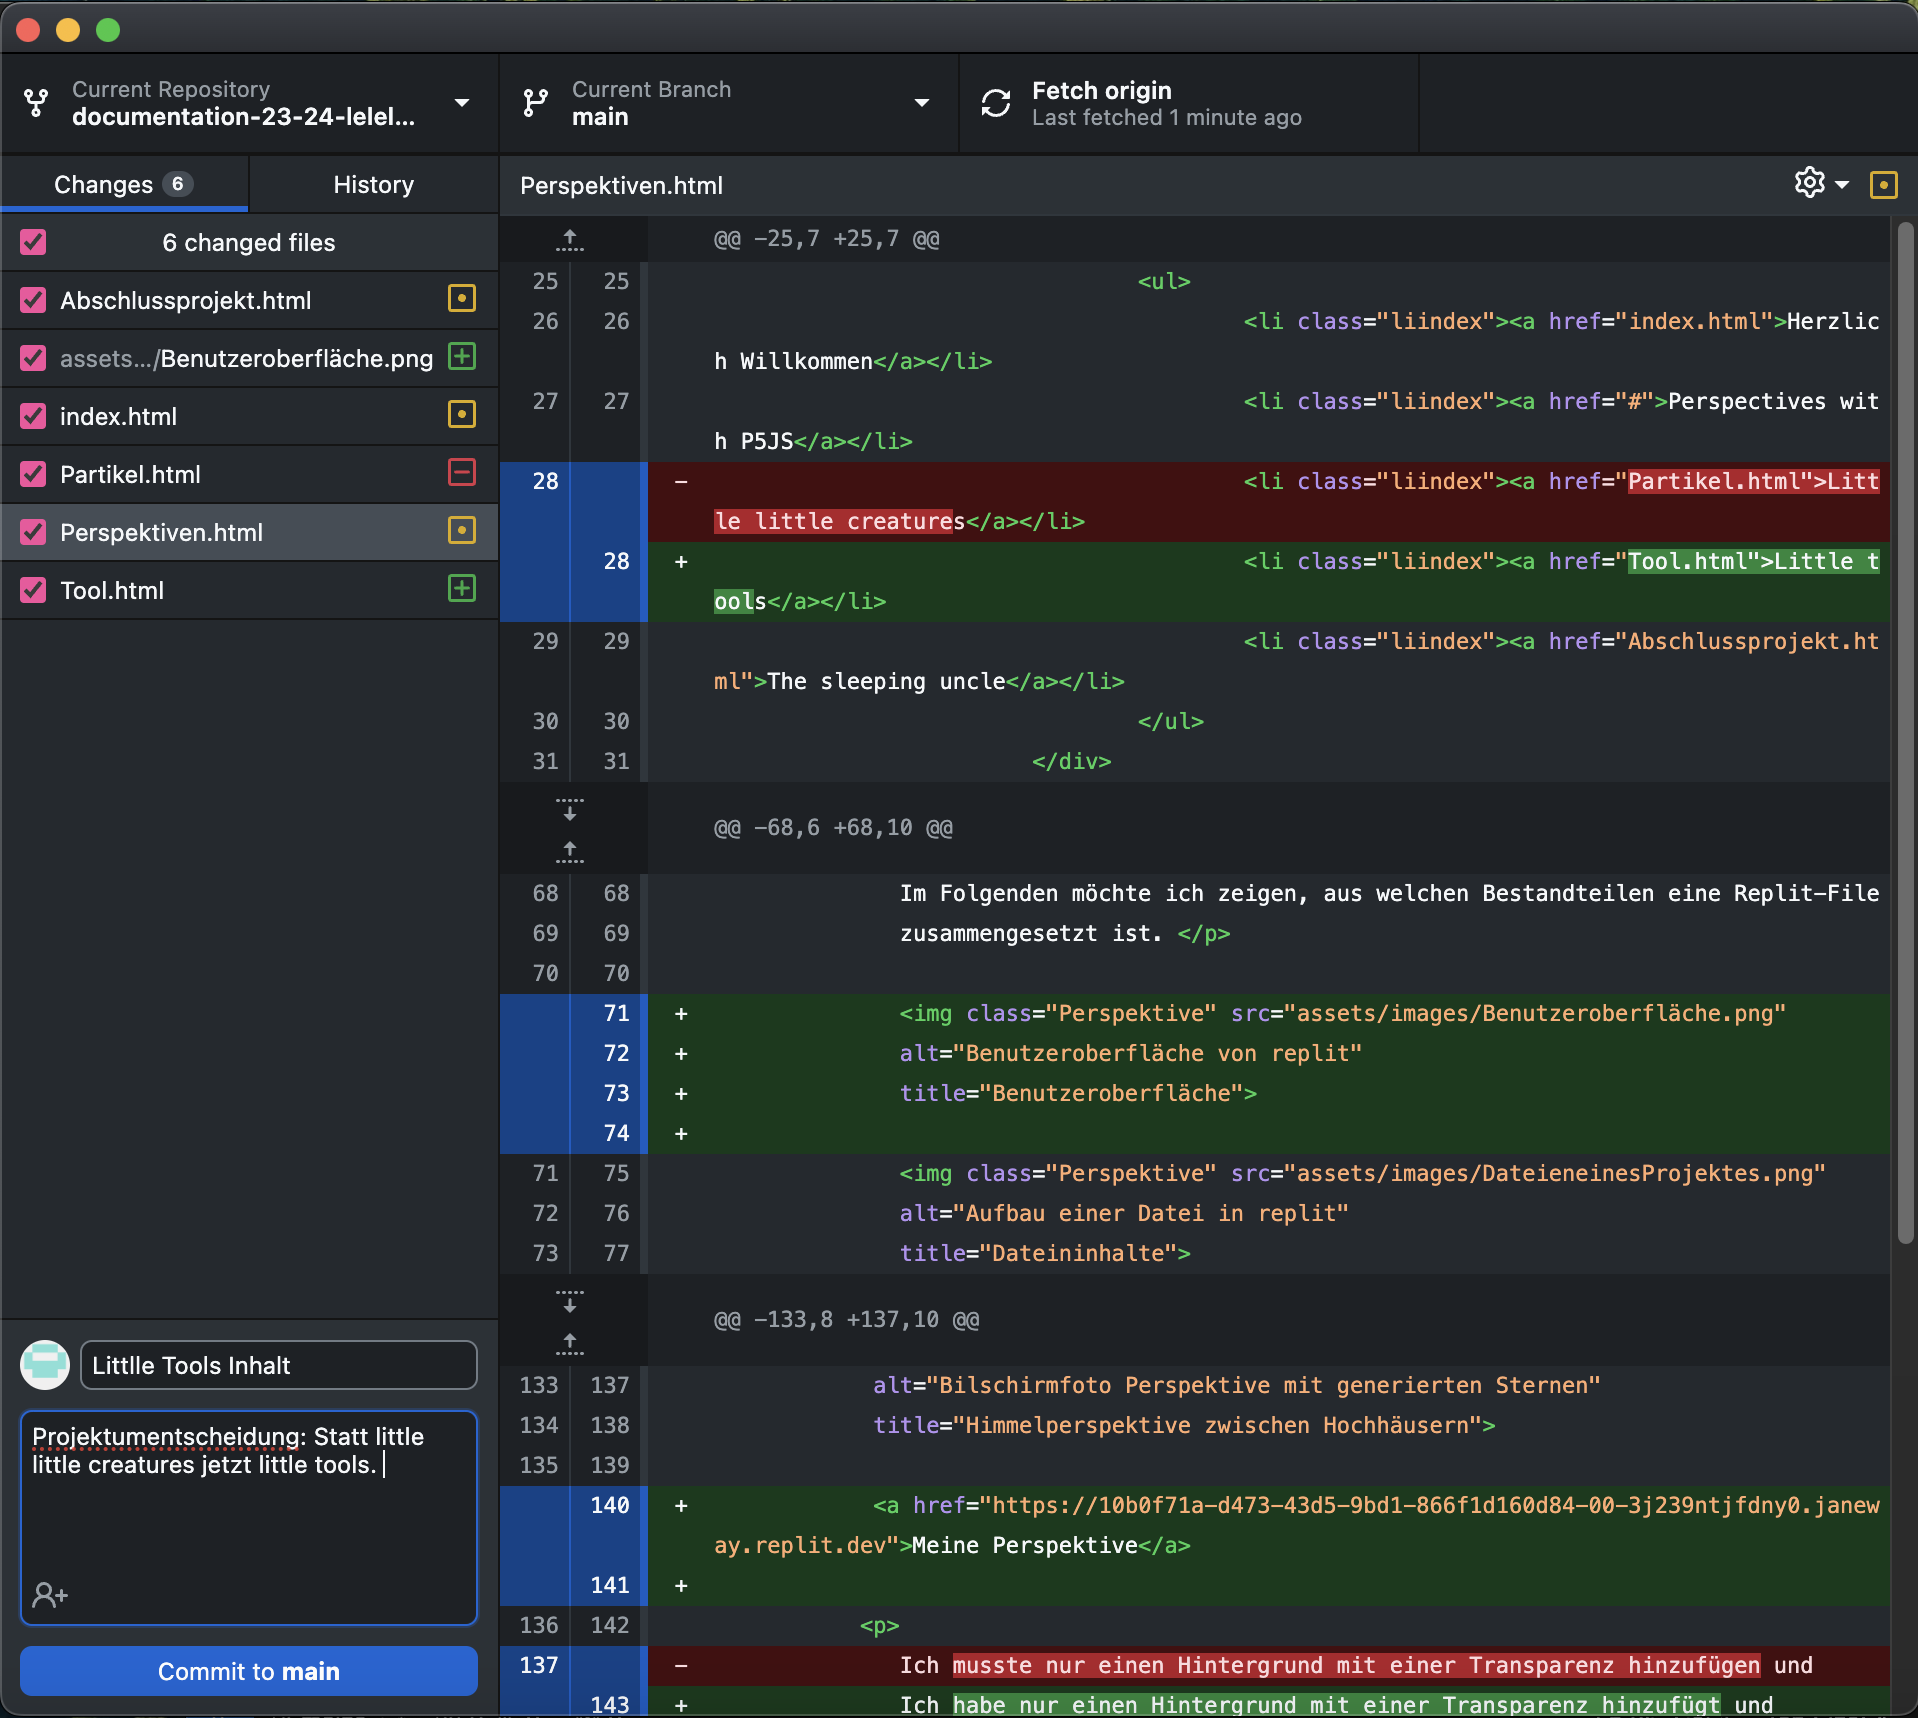 Current Repository
documentation-23-24-lelel...
Current Branch
main
Fetch origin
Last fetched 1 minute ago
Changes 6
History
6 changed files
Abschlussprojekt.html
assets.../Benutzeroberfläche.png
index.html
Partikel.html
Perspektiven.html
Tool.html
Littlle Tools Inhalt
Projektumentscheidung: Statt little
little creatures jetzt little tools.
Commit to main
Perspektiven.html
@@ -25,7 +25,7 @@
25 25 <ul>
26 26 <li class="liindex"><a href="index.html">Herzlic
h Willkommen</a></li>
27 27 <li class="liindex"><a href="#">Perspectives wit
h P5JS</a></li>
28 - <li class="liindex"><a href="Partikel.html">Litt
le little creatures</a></li>
28 + <li class="liindex"><a href="Tool.html">Little t
ools</a></li>
29 29 <li class="liindex"><a href="Abschlussprojekt.ht
ml">The sleeping uncle</a></li>
30 30 </ul>
31 31 </div>
@@ -68,6 +68,10 @@
68 68 Im Folgenden möchte ich zeigen, aus welchen Bestandteilen eine Replit-File
69 69 zusammengesetzt ist. </p>
70 70
71 + <img class="Perspektive" src="assets/images/Benutzeroberfläche.png"
72 + alt="Benutzeroberfläche von replit"
73 + title="Benutzeroberfläche">
74 +
71 75 <img class="Perspektive" src="assets/images/DateieneinesProjektes.png"
72 76 alt="Aufbau einer Datei in replit"
73 77 title="Dateininhalte">
@@ -133,8 +137,10 @@
133 137 alt="Bilschirmfoto Perspektive mit generierten Sternen"
134 138 title="Himmelperspektive zwischen Hochhäusern">
135 139
140 + <a href="https://10b0f71a-d473-43d5-9bd1-866f1d160d84-00-3j239ntjfdny0.janew
ay.replit.dev">Meine Perspektive</a>
141 +
136 142 <p>
137 - Ich musste nur einen Hintergrund mit einer Transparenz hinzufügen und
143 + Ich habe nur einen Hintergrund mit einer Transparenz hinzufügt und